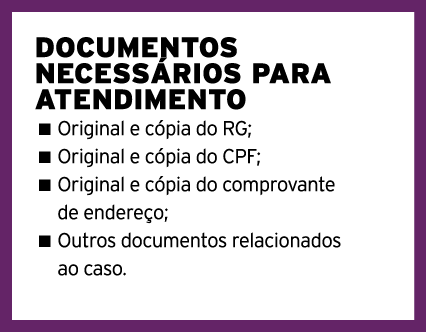 DOCUMENTOS
NECESSÁRIOS PARA
ATENDIMENTO
■ Original e cópia do RG;
■ Original e cópia do CPF;
■ Original e cópia do comprovante
de endereço;
■ Outros documentos relacionados
ao caso.